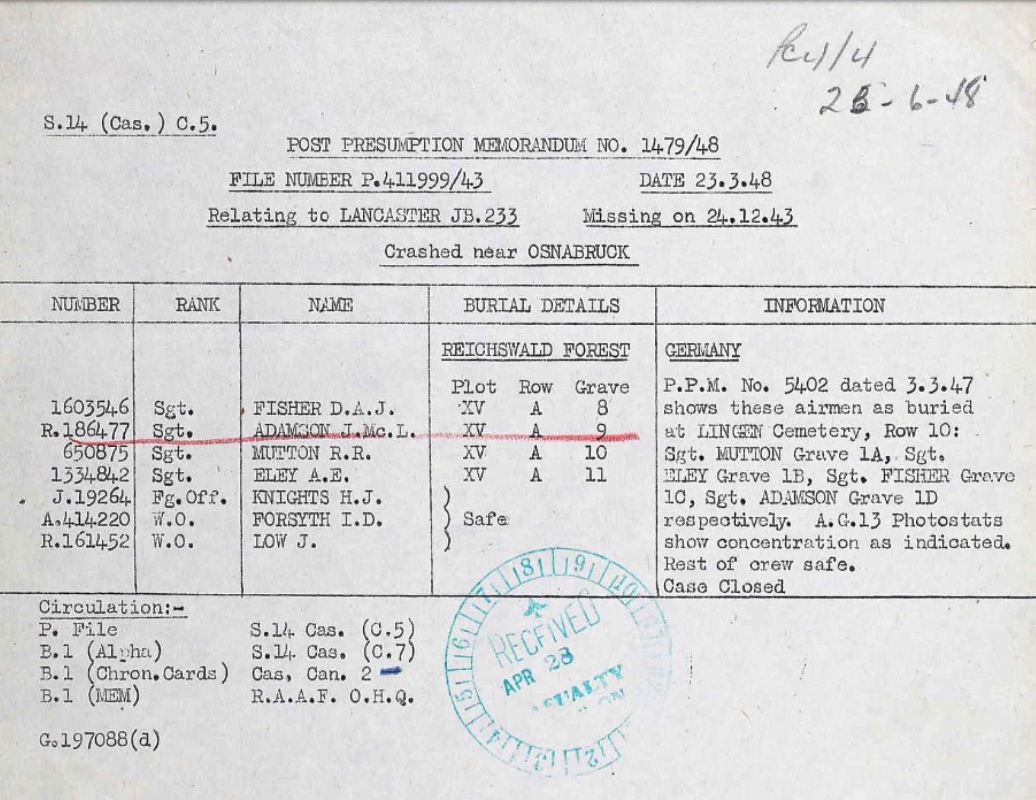 25-6-48
S.14 (Cas.) C.5.
POST PRESUMPTION MEMORANDUM NO. 1479/48
FILE NUMBER P.411999/43 DATE 23.3.48
Relating to LANCASTER JB.233 Missing on 24.12.43
Crashed near OSNABRUCK
NUMBER RANK NAME BURIAL DETAILS INFORMATION
REICHSWALD FOREST GERMANY
Plot Row Grave P.P.M. No. 5402 dated 3.3.47
1603546 Sgt. FISHER D.A.J. XV A 8 shows these airmen as buried
R.186477 Sgt. ADAMSON J.Mc.L. XV A 9 at LINGEN Cemetery, Row 10:
650875 Sgt. MUTTON R.R. XV A 10 Sgt. MUTTON Grave 1A, Sgt.
1334842 Sgt. ELEY A.E. XV A 11 ELEY Grave 1B, Sgt. FISHER Grave
J.19264 Fg.Off. KNIGHTS H.J. ) 1C, Sgt. ADAMSON Grave 1D
A.414220 W.O. FORSYTH I.D. ) Safe respectively. A.G.13 Photostats
R.161452 W.O. LOW J. ) show concentration as indicated.
Rest of crew safe.
Case Closed
Circulation:-
P. File S.14 Cas. (C.5)
B.1 (Alpha) S.14 Cas. (C.7)
B.1 (Chron.Cards) Cas, Can. 2
B.1 (MEM) R.A.A.F. O.H.Q.
G.197088(d)
7 8 9 10
RECEIVED
APR 28